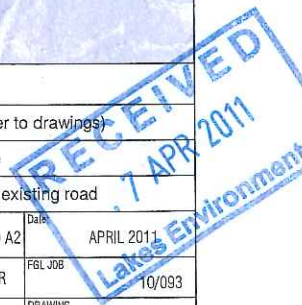 er to drawings)
existing road
A2
Date:
APRIL 2011
R
FGL JOB
10/093
DRAWING
RECEIVED
7 APR 2011
Lakes Environment